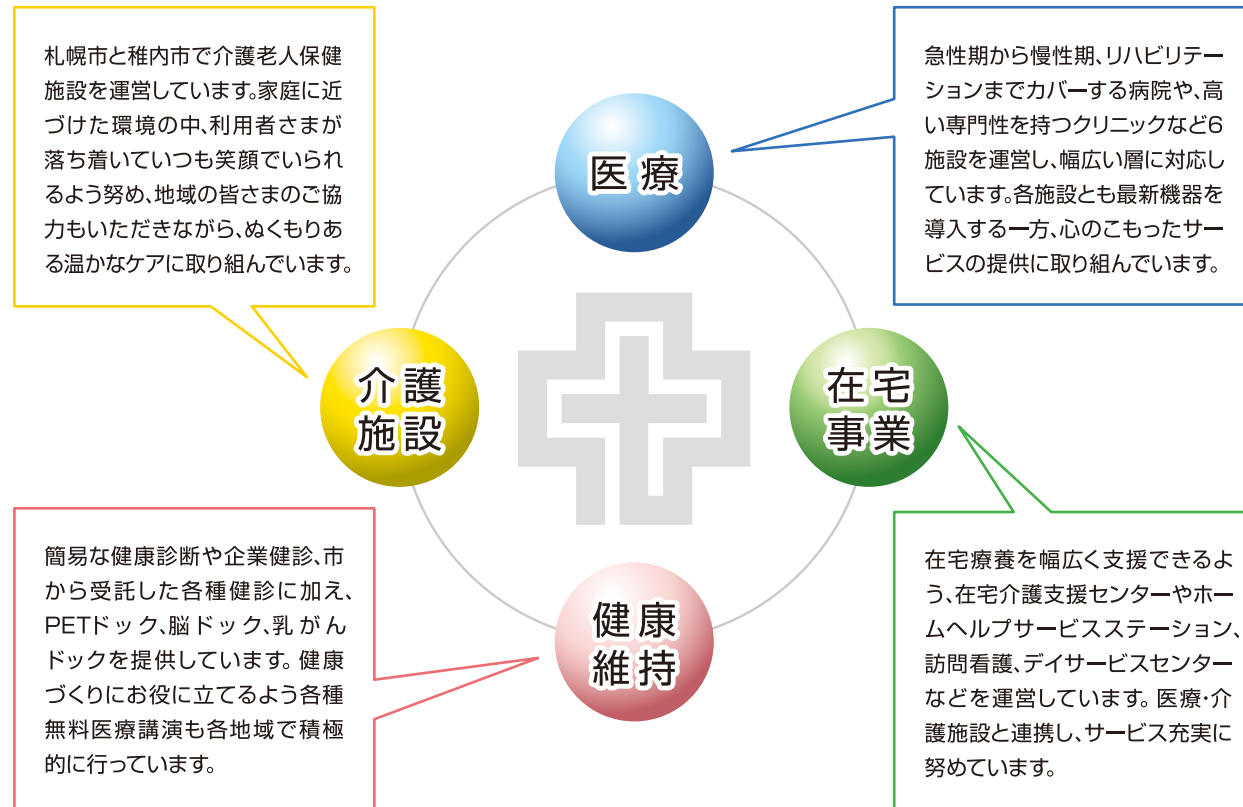 札幌市と稚内市で介護老人保健
施設を運営しています。家庭に近
づけた環境の中、利用者さまが
落ち着いていつも笑顔でいられ
るよう努め、地域の皆さまのご協
力もいただきながら、ぬくもりあ
る温かなケアに取り組んでいます。
医療
急性期から慢性期、リハビリテー
ションまでカバーする病院や、高
い専門性を持つクリニックなど6
施設を運営し、幅広い層に対応し
ています。各施設とも最新機器を
導入する一方、心のこもったサー
ビスの提供に取り組んでいます。
介護
施設
在宅
事業
簡易な健康診断や企業健診、市
から受託した各種健診に加え、
PETドック、脳ドック、乳がん
ドックを提供しています。健康
づくりにお役に立てるよう各種
無料医療講演も各地域で積極
的に行っています。
健康
維持
在宅療養を幅広く支援できるよ
う、在宅介護支援センターやホー
ムヘルプサービスステーション、
訪問看護、デイサービスセンター
などを運営しています。医療・介
護施設と連携し、サービス充実に
努めています。